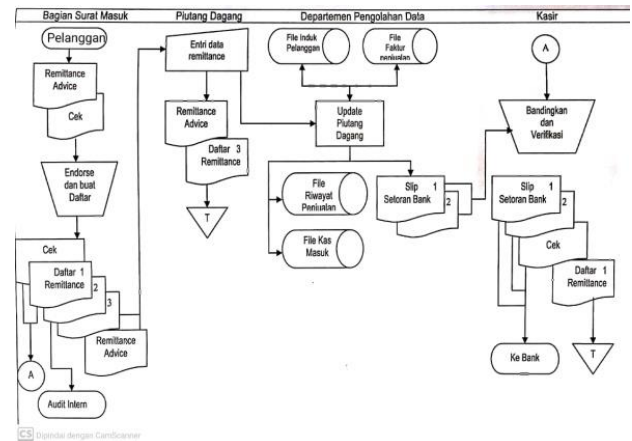 Bagian Surat Masuk
Piutang Dagang
Departemen Pengolahan Data
Kasir
Pelanggan
Remittance
Advice
Cek
Endorse
dan buat
Daftar
Cek
Daftar 1
Remittance
2
3
Remittance
Advice
A
Audit Intern
Entri data
remittance
Remittance
Advice
Daftar 3
Remittance
T
File Induk
Pelanggan
File
Faktur
penjualan
Update
Piutang
Dagang
File
Riwayat
Penjualan
File Kas
Masuk
Slip 1
Setoran Bank
2
A
Bandingkan
dan
Verifikasi
Slip 1
Setoran Bank
2
Cek
Daftar 1
Remittance
Ke Bank
T
CS Dipindai dengan CamScanner